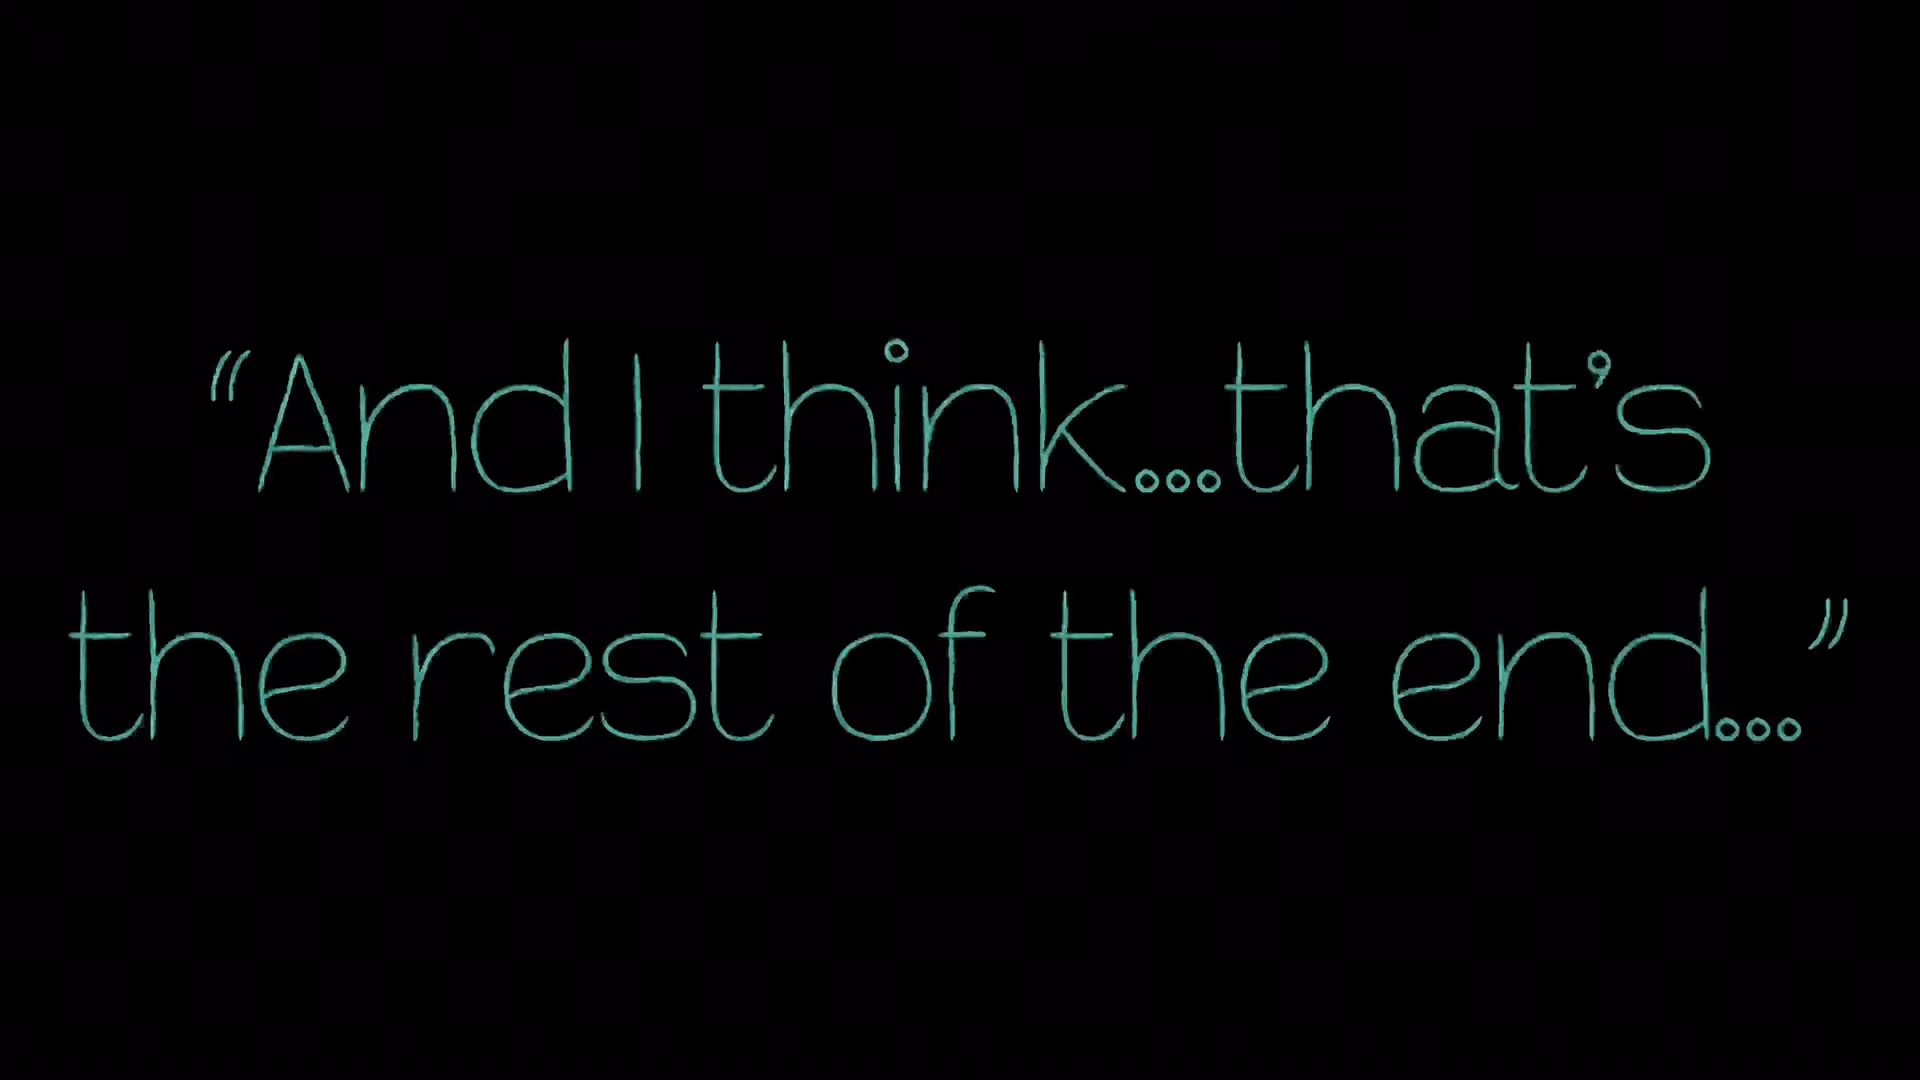 “And I think...that’s
the rest of the end...”